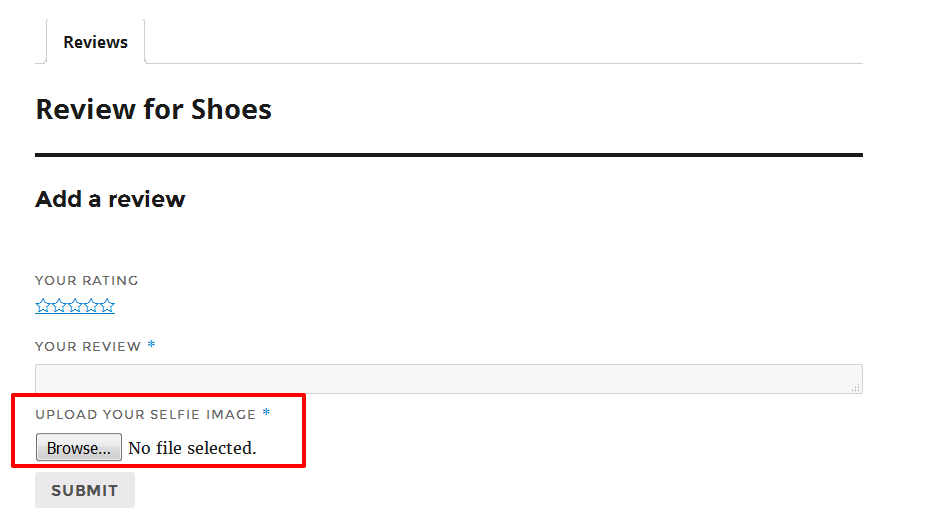 Reviews
Review for Shoes
Add a review
YOUR RATING
YOUR REVIEW *
UPLOAD YOUR SELFIE IMAGE *
Browse... No file selected.
SUBMIT